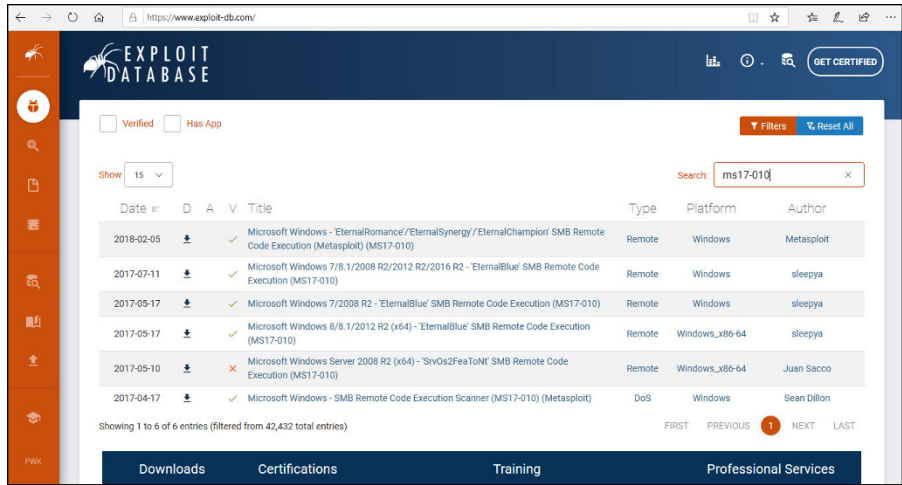 https://www.exploit-db.com/
EXPLOIT
DATABASE
GET CERTIFIED
Verified Has App
Filters Reset All
Show 15
Search: ms17-010
Date D A V Title Type Platform Author
2018-02-05 Microsoft Windows - 'EternalRomance'/'EternalSynergy'/'EternalChampion' SMB Remote
Code Execution (Metasploit) (MS17-010) Remote Windows Metasploit
2017-07-11 Microsoft Windows 7/8.1/2008 R2/2012 R2/2016 R2 - 'EternalBlue' SMB Remote Code
Execution (MS17-010) Remote Windows sleepya
2017-05-17 Microsoft Windows 7/2008 R2 - 'EternalBlue' SMB Remote Code Execution (MS17-010) Remote Windows sleepya
2017-05-17 Microsoft Windows 8/8.1/2012 R2 (x64) - 'EternalBlue' SMB Remote Code Execution
(MS17-010) Remote Windows_x86-64 sleepya
2017-05-10 Microsoft Windows Server 2008 R2 (x64) - 'SrvOs2FeaToNt' SMB Remote Code
Execution (MS17-010) Remote Windows_x86-64 Juan Sacco
2017-04-17 Microsoft Windows - SMB Remote Code Execution Scanner (MS17-010) (Metasploit) DoS Windows Sean Dillon
Showing 1 to 6 of 6 entries (filtered from 42,432 total entries) FIRST PREVIOUS 1 NEXT LAST
PWK
Downloads Certifications Training Professional Services